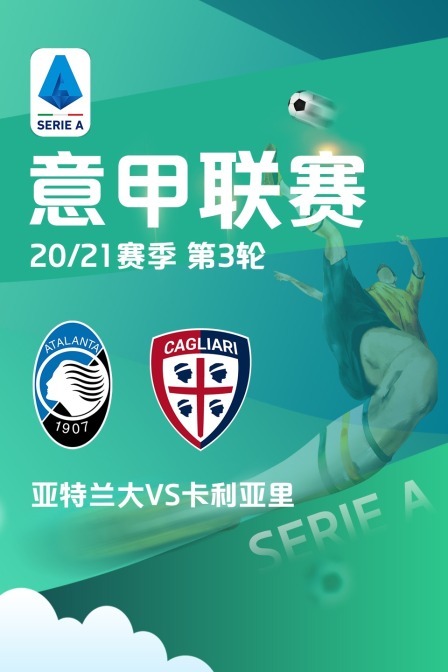 SERIE A
意甲联赛
20/21赛季 第3轮
ATALANTA
1907
CAGLIARI
亚特兰大VS卡利亚里
SERIE A